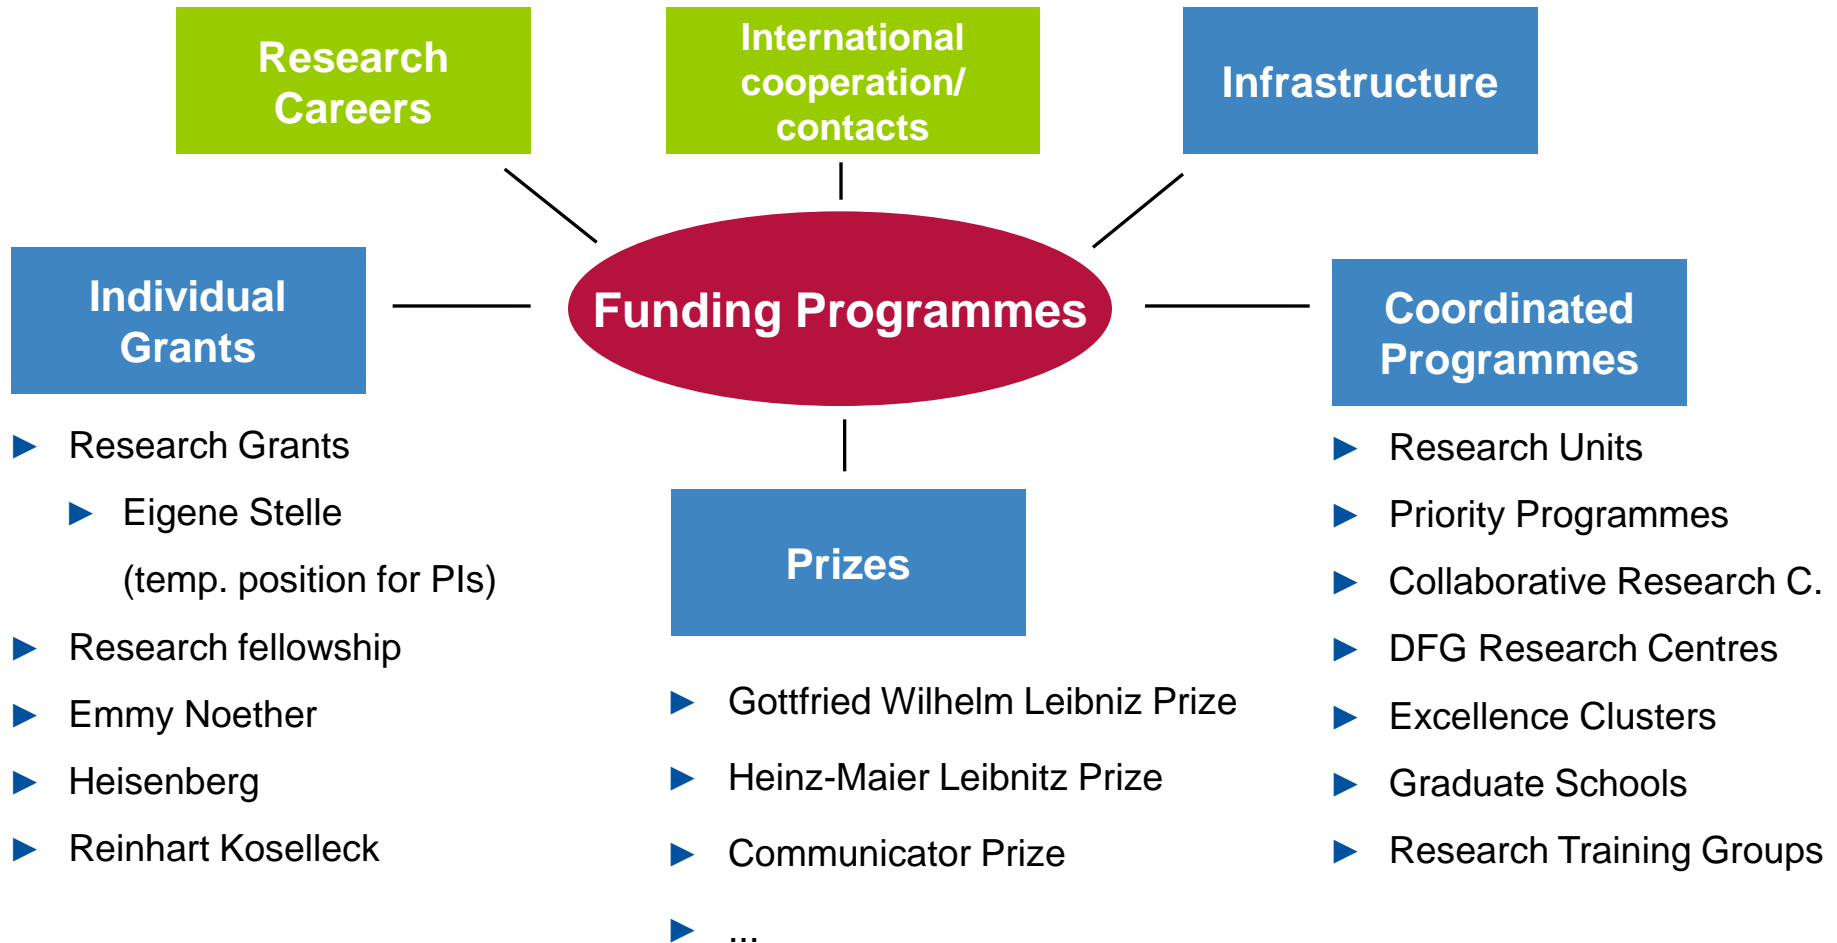 Research
Careers
International
cooperation/
contacts
Infrastructure
Funding Programmes
Individual
Grants
► Research Grants
► Eigene Stelle
(temp. position for PIs)
► Research fellowship
► Emmy Noether
► Heisenberg
► Reinhart Koselleck
Prizes
► Gottfried Wilhelm Leibniz Prize
► Heinz-Maier Leibnitz Prize
► Communicator Prize
► ...
Coordinated
Programmes
► Research Units
► Priority Programmes
► Collaborative Research C.
► DFG Research Centres
► Excellence Clusters
► Graduate Schools
► Research Training Groups